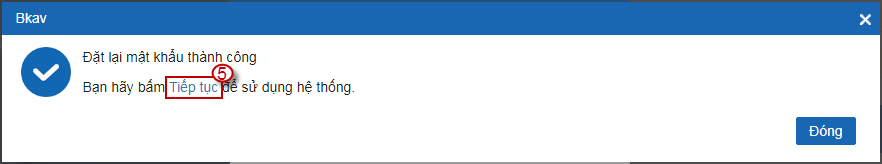 Bkav
Đặt lại mật khẩu thành công
5
Bạn hãy bấm Tiếp tục để sử dụng hệ thống.
Đóng